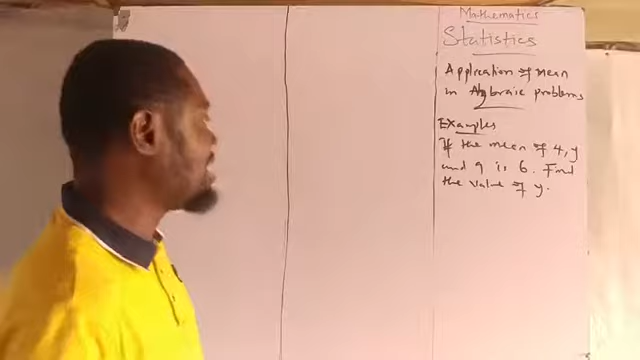 Mathematics
Statistics
Application of mean
in Algbraic problems
Examples
If the mean of 4, y
and 9 is 6. Find
the value of y.